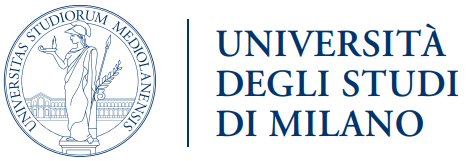 UNIVERSITAS STUDIORUM MEDIOLANENSIS
UNIVERSITÀ
DEGLI STUDI
DI MILANO